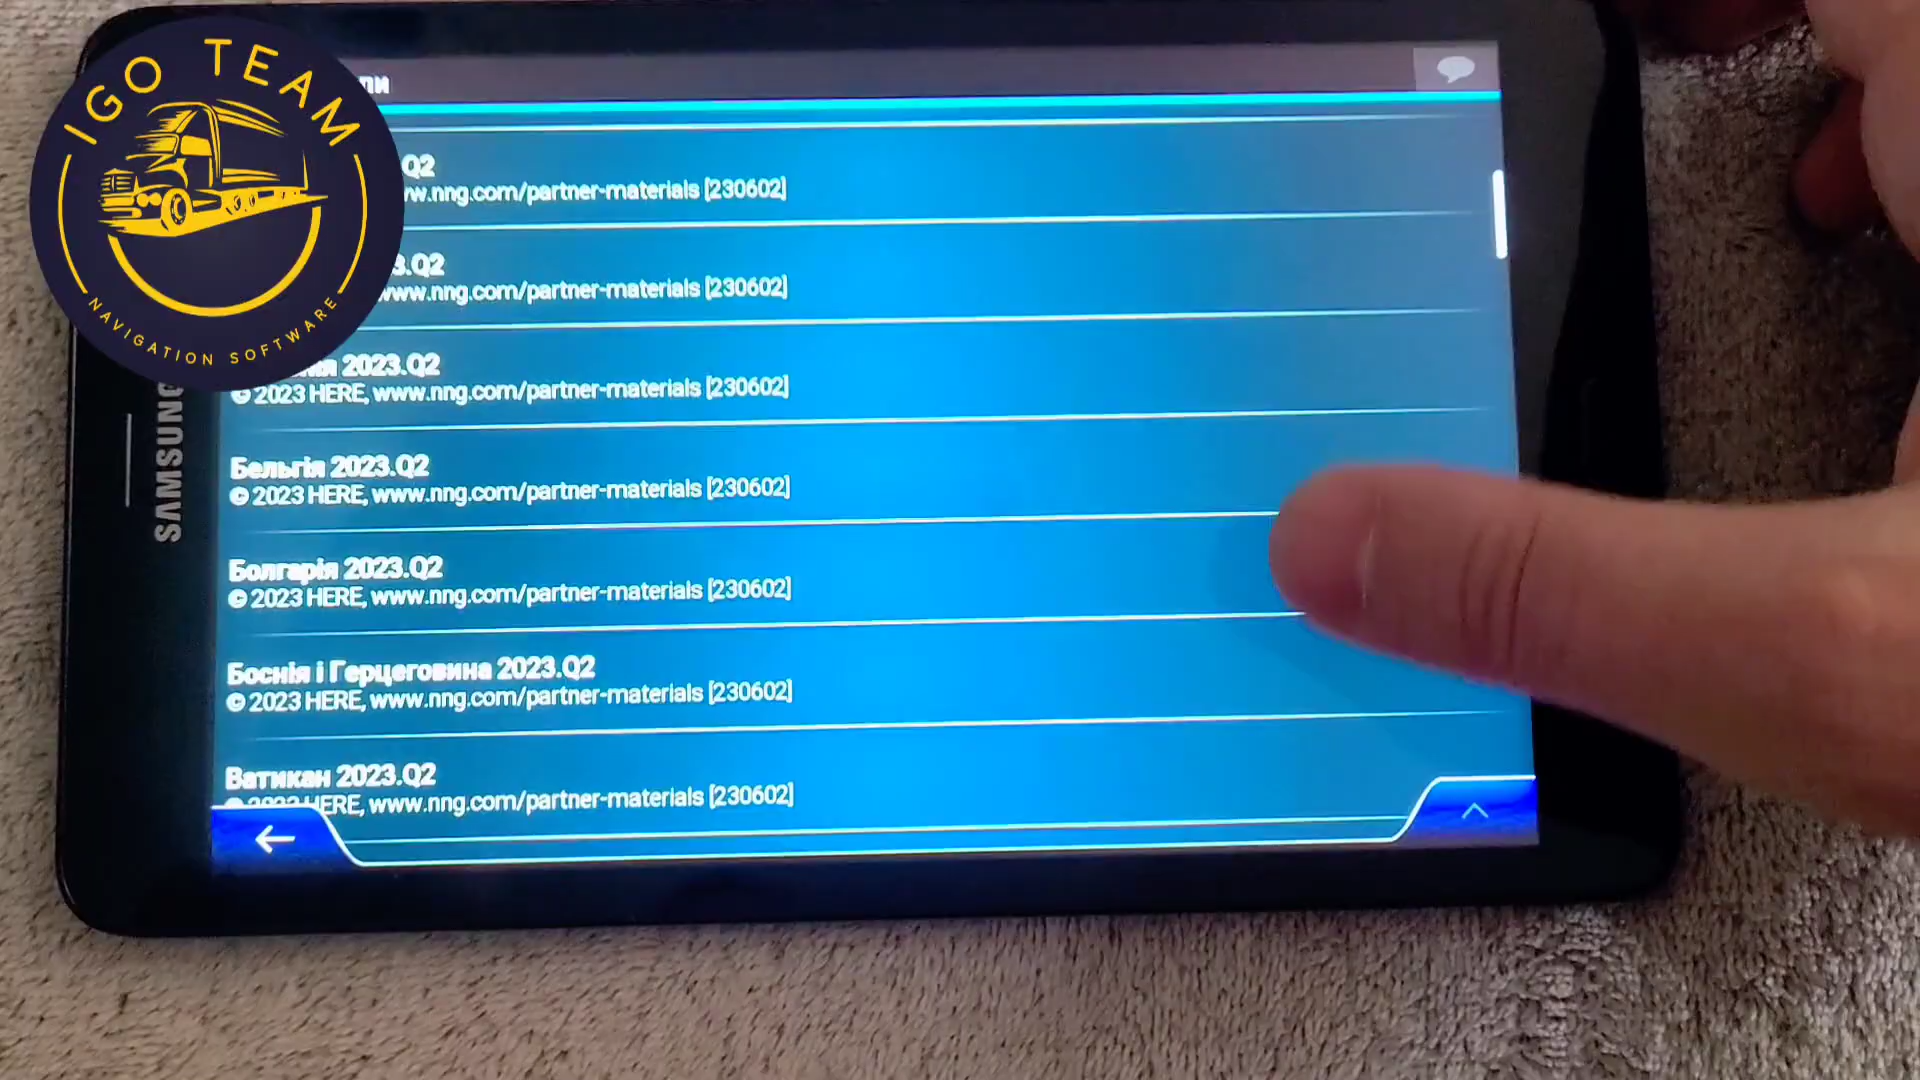 IGO TEAM
NAVIGATION SOFTWARE
SAMSUNG
Q2
www.nng.com/partner-materials [230602]
3.Q2
www.nng.com/partner-materials [230602]
2023.Q2
© 2023 HERE, www.nng.com/partner-materials [230602]
Бельгія 2023.Q2
© 2023 HERE, www.nng.com/partner-materials [230602]
Болгарія 2023.Q2
© 2023 HERE, www.nng.com/partner-materials [230602]
Боснія і Герцеговина 2023.Q2
© 2023 HERE, www.nng.com/partner-materials [230602]
Ватикан 2023.Q2
© 2023 HERE, www.nng.com/partner-materials [230602]